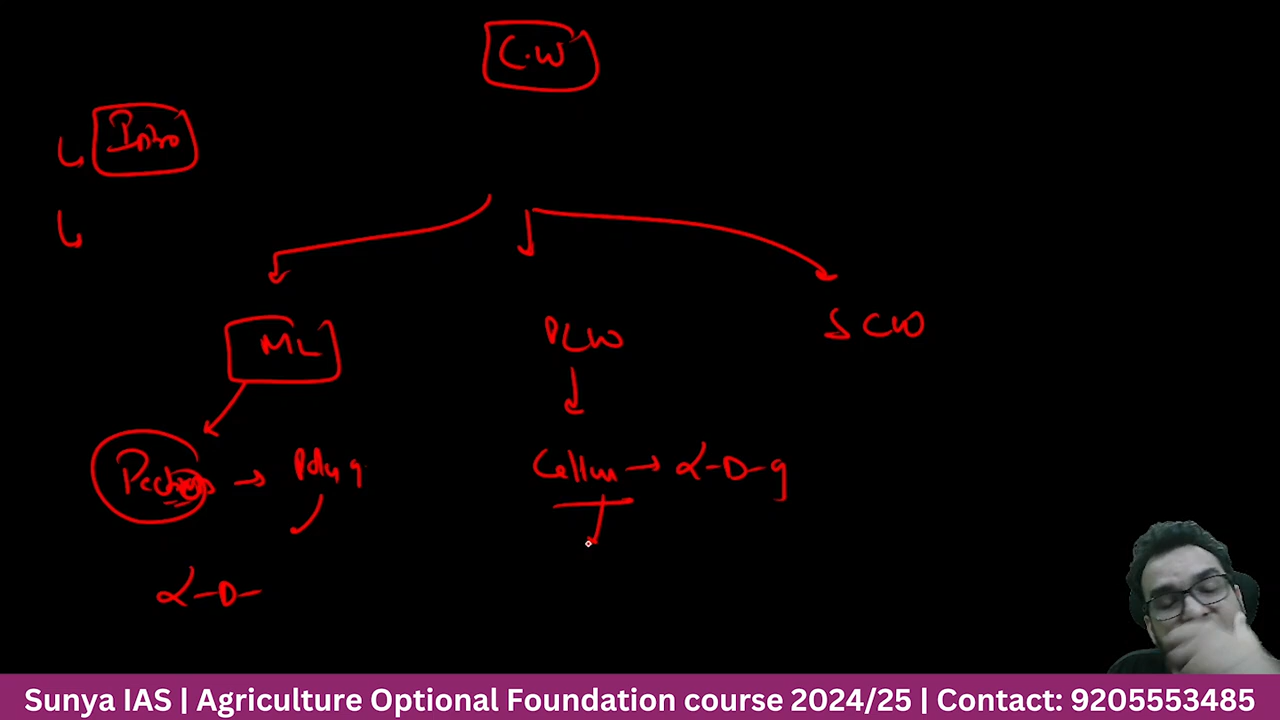 C.W
Intro
ML
PCW
SCW
Pectin → Poly g
Cellu → α-D-g
α-D-
Sunya IAS | Agriculture Optional Foundation course 2024/25 | Contact: 9205553485